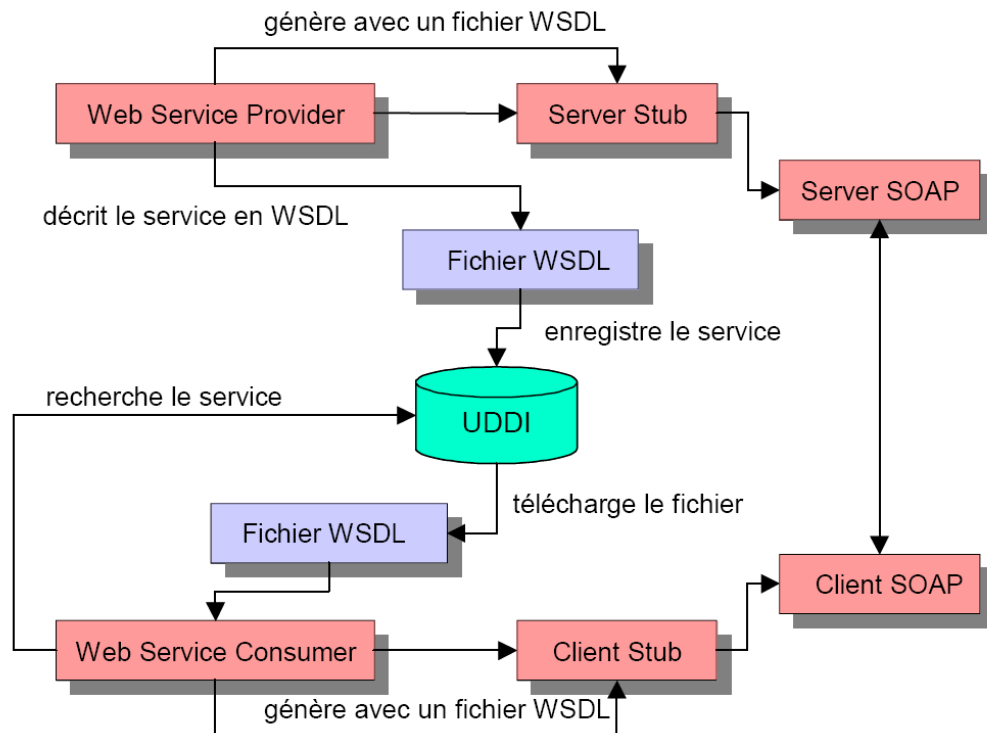 génère avec un fichier WSDL
Web Service Provider
Server Stub
Server SOAP
décrit le service en WSDL
Fichier WSDL
enregistre le service
recherche le service
UDDI
télécharge le fichier
Fichier WSDL
Client SOAP
Web Service Consumer
Client Stub
génère avec un fichier WSDL